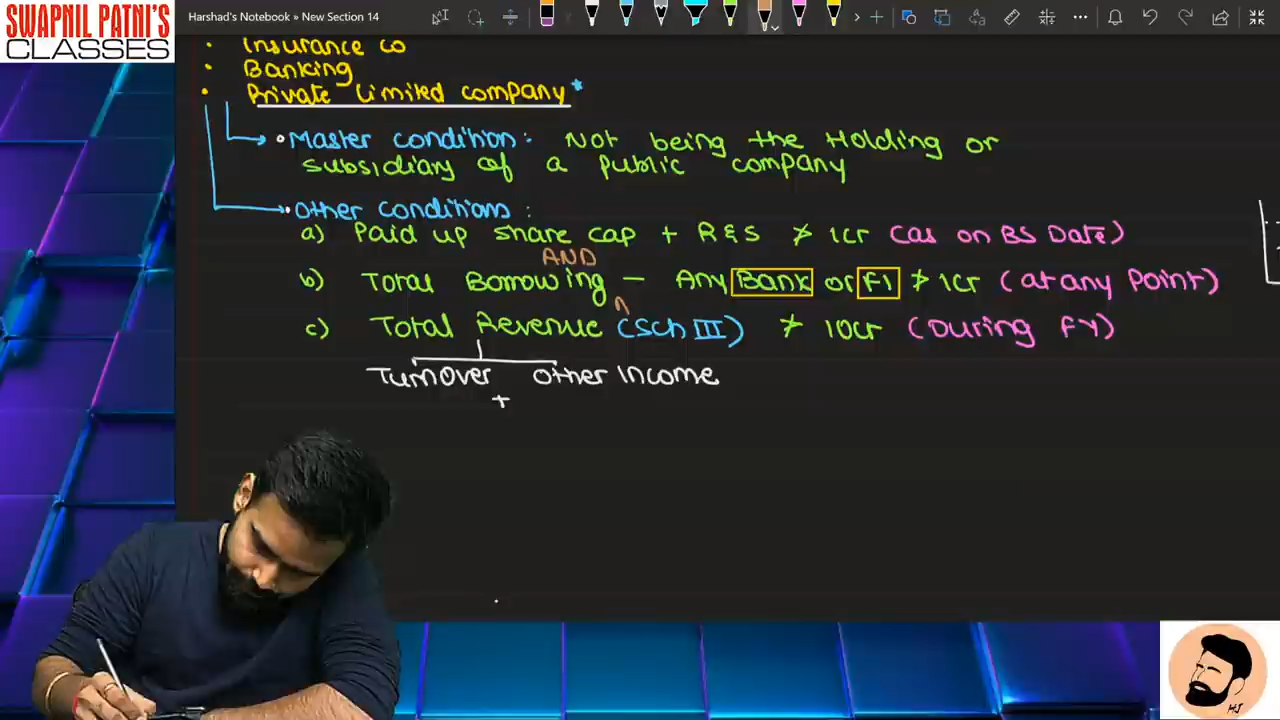 SWAPNIL PATNI'S
CLASSES
Harshad's Notebook » New Section 14
• Insurance co
• Banking
• Private Limited company *
• Master condition: Not being the Holding or
subsidiary of a public company
• Other conditions :
a) Paid up share cap + R&S ≯ 1cr (as on BS Date)
AND
b) Total Borrowing – Any Bank or FI ≯ 1cr (at any Point)
c) Total Revenue (Sch III) ≯ 10cr (During FY)
Turnover Other Income
+
HJ